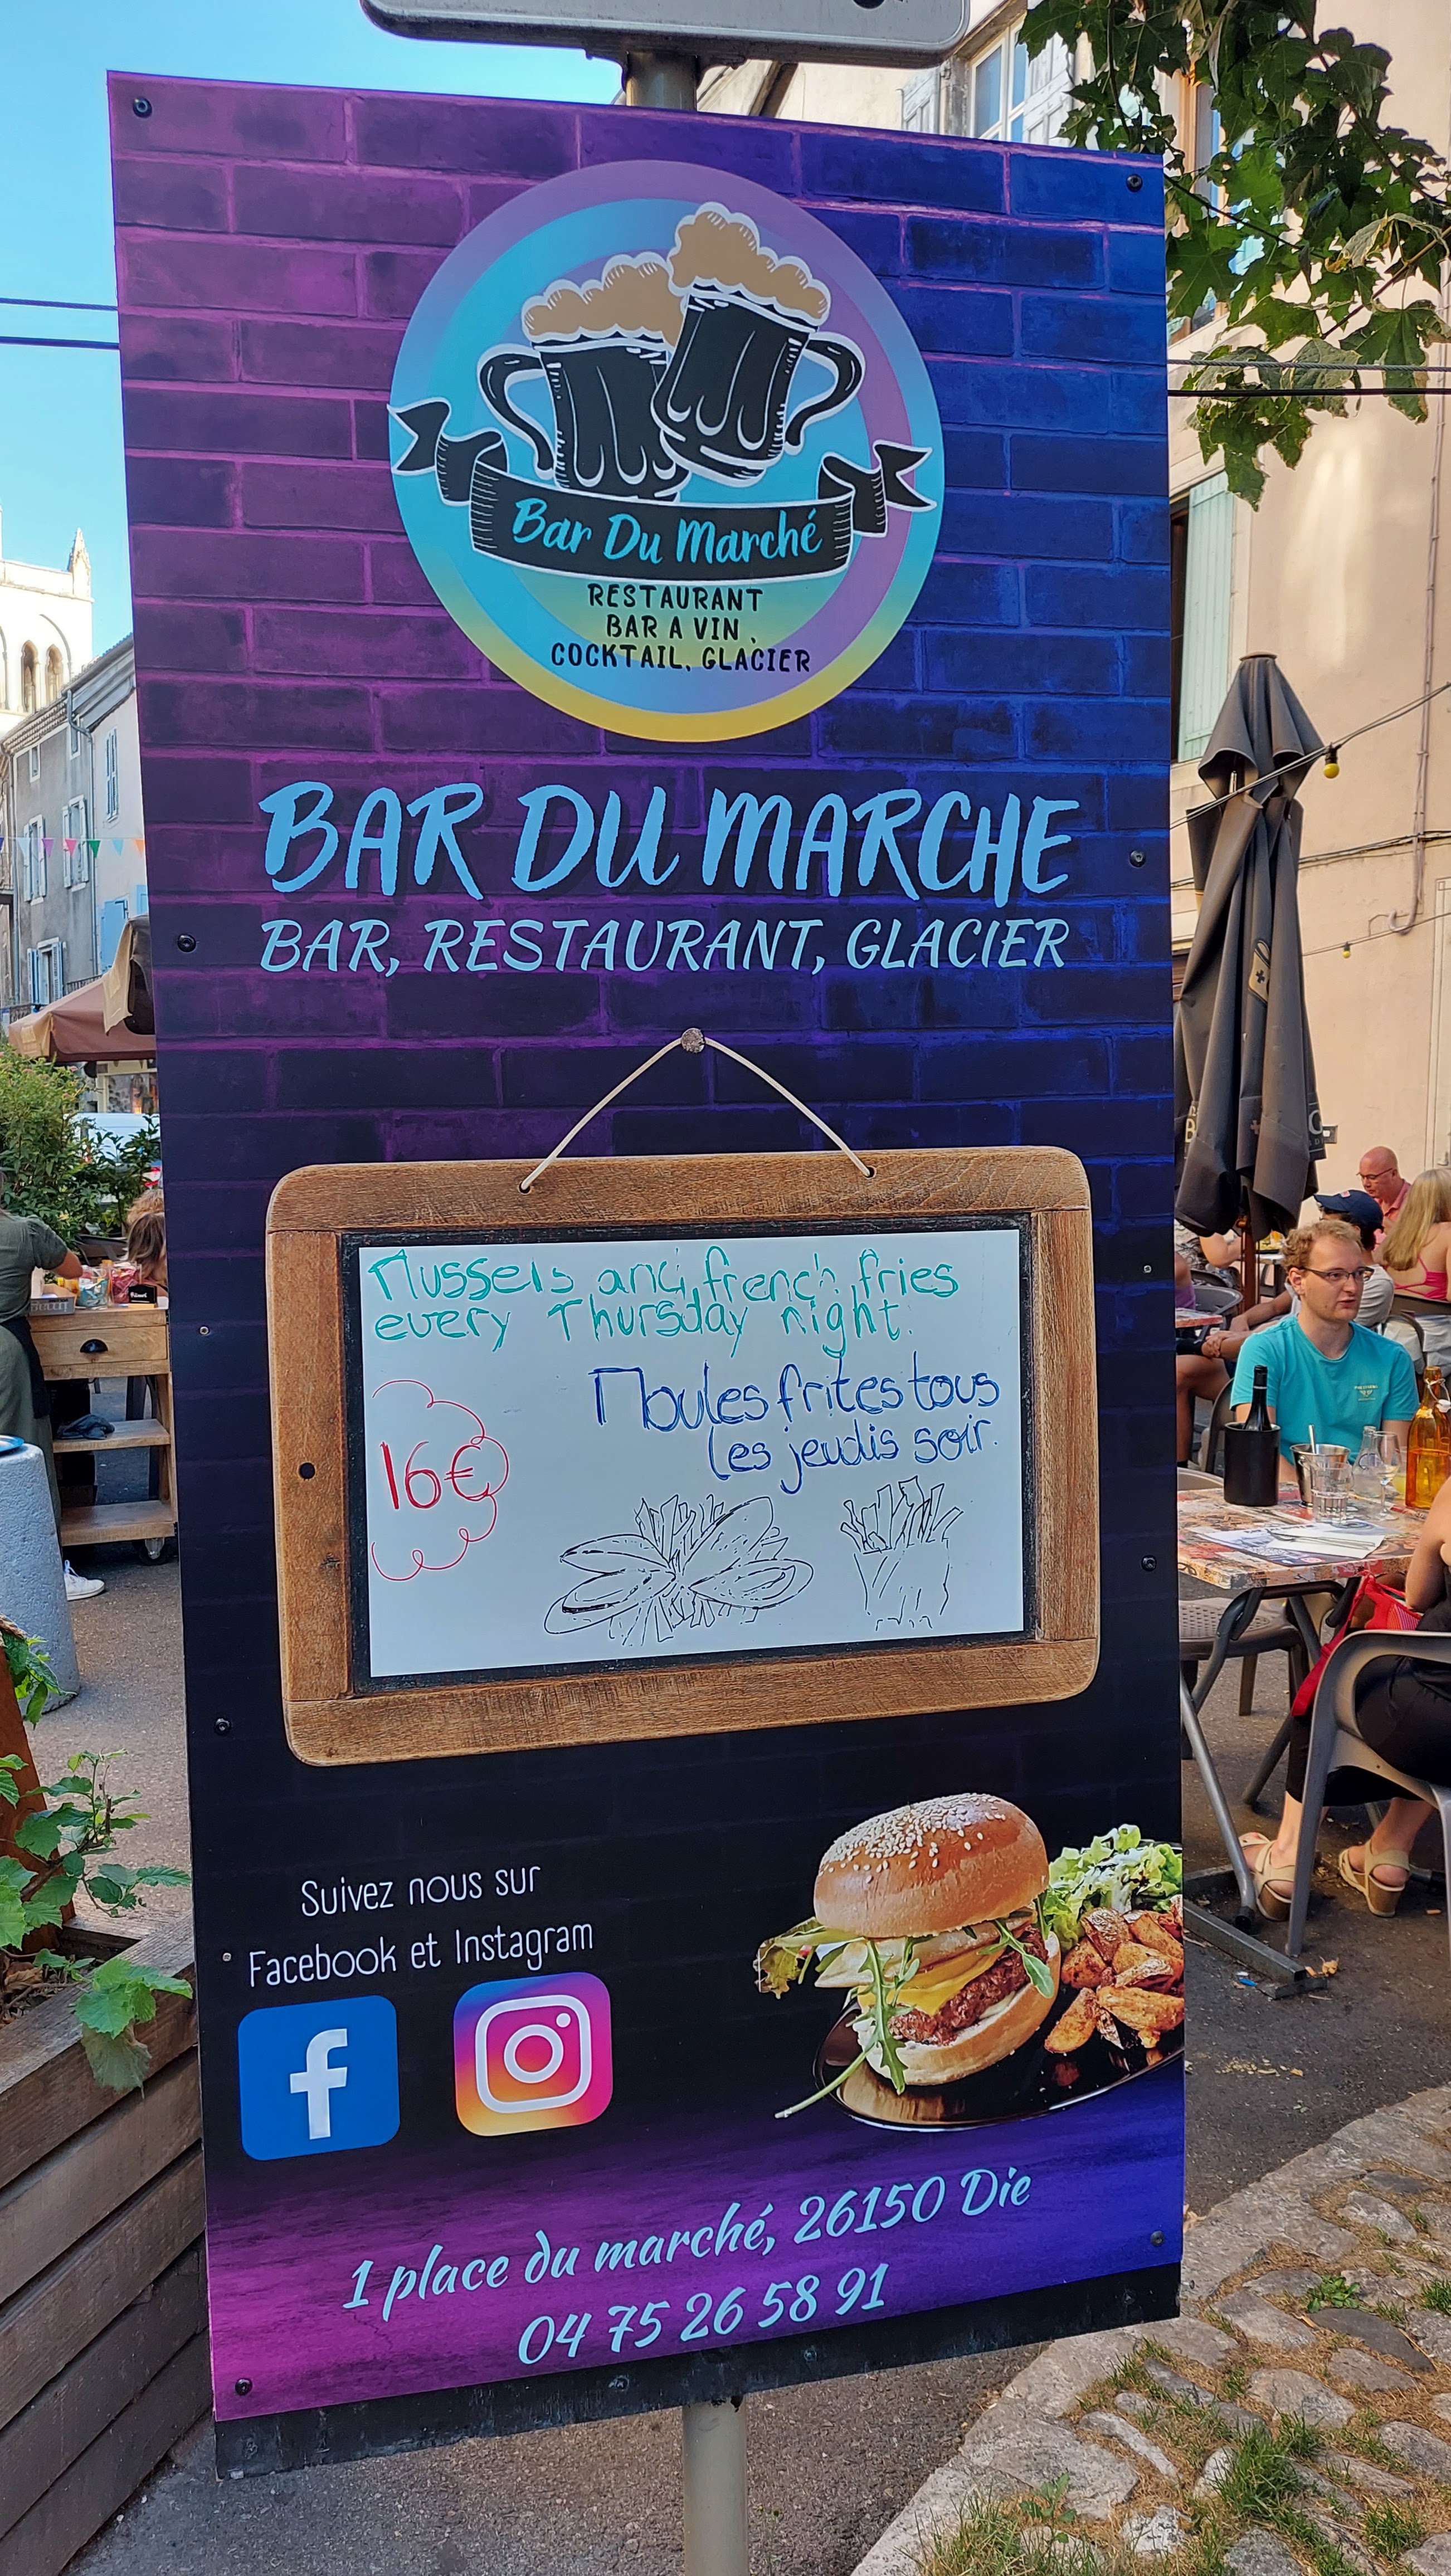 Bar Du Marché
RESTAURANT
BAR A VIN,
COCKTAIL, GLACIER
BAR DU MARCHE
BAR, RESTAURANT, GLACIER
Mussels and french fries
every Thursday night.
Moules frites tous
les jeudis soir.
16€
Suivez nous sur
Facebook et Instagram
1 place du marché, 26150 Die
04 75 26 58 91